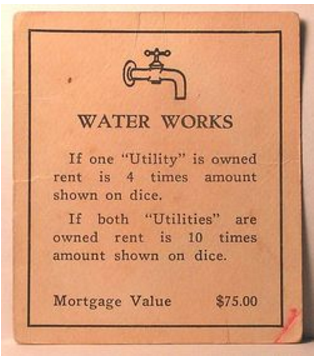 WATER WORKS
If one "Utility" is owned
rent is 4 times amount
shown on dice.
If both "Utilities" are
owned rent is 10 times
amount shown on dice.
Mortgage Value $75.00